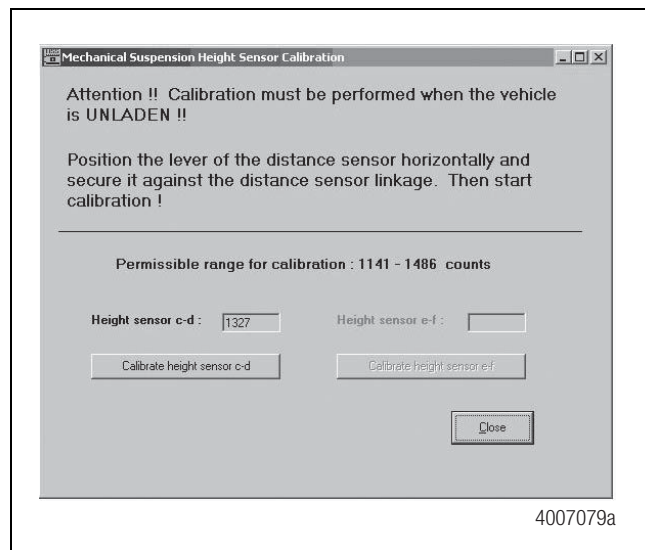 Mechanical Suspension Height Sensor Calibration
Attention !! Calibration must be performed when the vehicle
is UNLADEN !!
Position the lever of the distance sensor horizontally and
secure it against the distance sensor linkage. Then start
calibration !
Permissible range for calibration : 1141 - 1486 counts
Height sensor c-d : 1327 Height sensor e-f :
Calibrate height sensor c-d Calibrate height sensor e-f
Close
4007079a